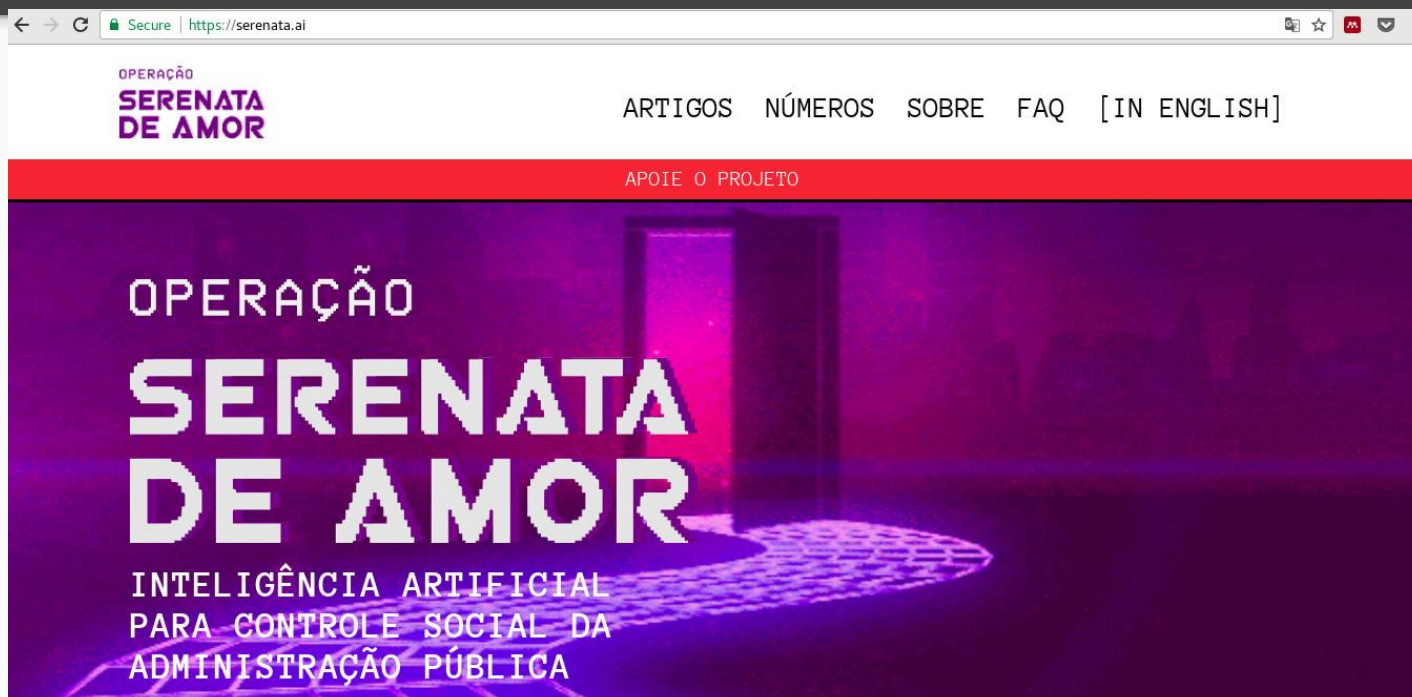 Secure | https://serenata.ai
OPERAÇÃO
SERENATA
DE AMOR
ARTIGOS NÚMEROS SOBRE FAQ [IN ENGLISH]
APOIE O PROJETO
OPERAÇÃO
SERENATA
DE AMOR
INTELIGÊNCIA ARTIFICIAL
PARA CONTROLE SOCIAL DA
ADMINISTRAÇÃO PÚBLICA